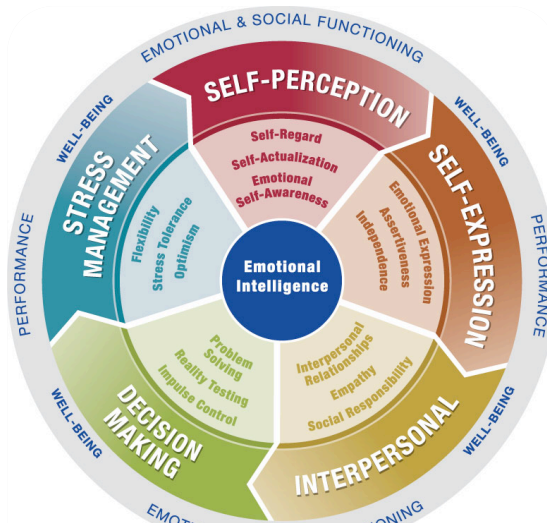 EMOTIONAL & SOCIAL FUNCTIONING
WELL-BEING
WELL-BEING
PERFORMANCE
PERFORMANCE
WELL-BEING
WELL-BEING
SELF-PERCEPTION
Self-Regard
Self-Actualization
Emotional
Self-Awareness
SELF-EXPRESSION
Emotional Expression
Assertiveness
Independence
INTERPERSONAL
Interpersonal
Relationships
Empathy
Social Responsibility
DECISION
MAKING
Problem
Solving
Reality Testing
Impulse Control
STRESS
MANAGEMENT
Flexibility
Stress Tolerance
Optimism
Emotional
Intelligence